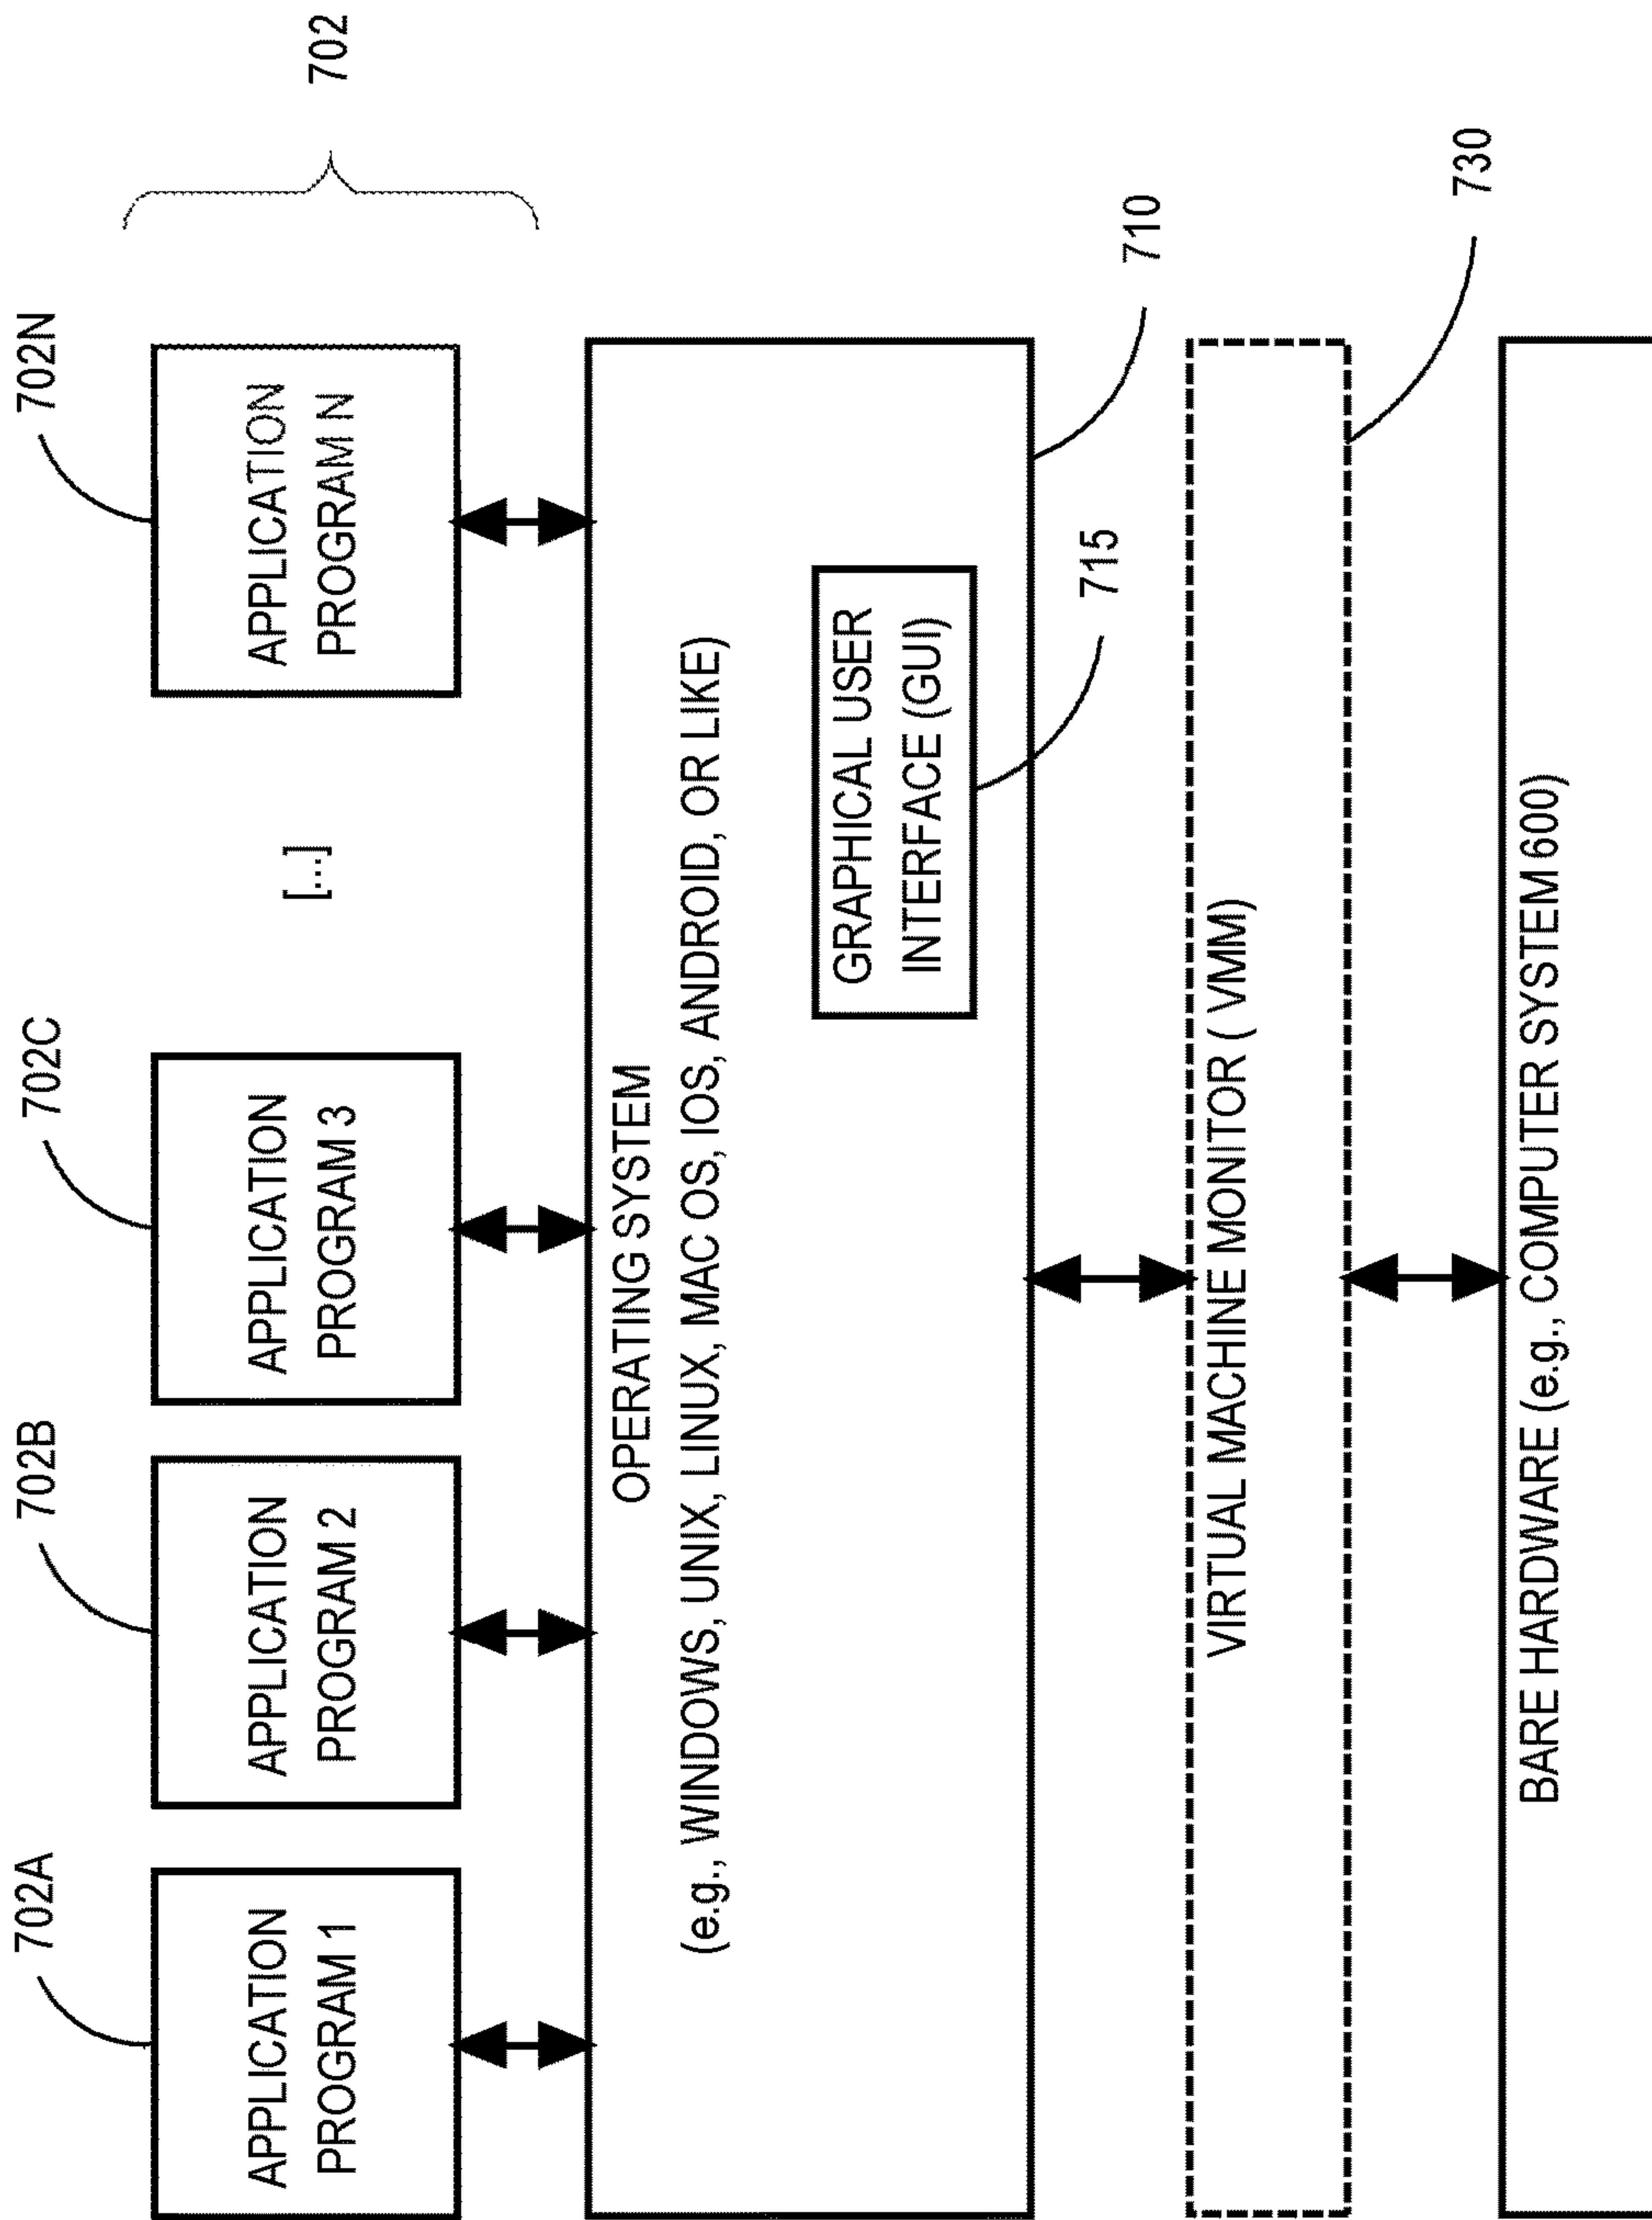 702
702A
702B
702C
702N
APPLICATION
PROGRAM 1
APPLICATION
PROGRAM 2
APPLICATION
PROGRAM 3
[...]
APPLICATION
PROGRAM N
OPERATING SYSTEM
(e.g., WINDOWS, UNIX, LINUX, MAC OS, IOS, ANDROID, OR LIKE)
GRAPHICAL USER
INTERFACE (GUI)
715
710
VIRTUAL MACHINE MONITOR ( VMM)
730
BARE HARDWARE (e.g., COMPUTER SYSTEM 600)